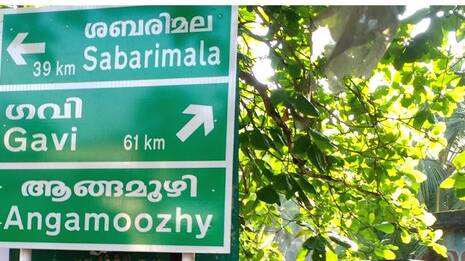 ശബരിമല
39 km Sabarimala
ഗവി
Gavi 61 km
ആങ്ങമൂഴി
Angamoozhy